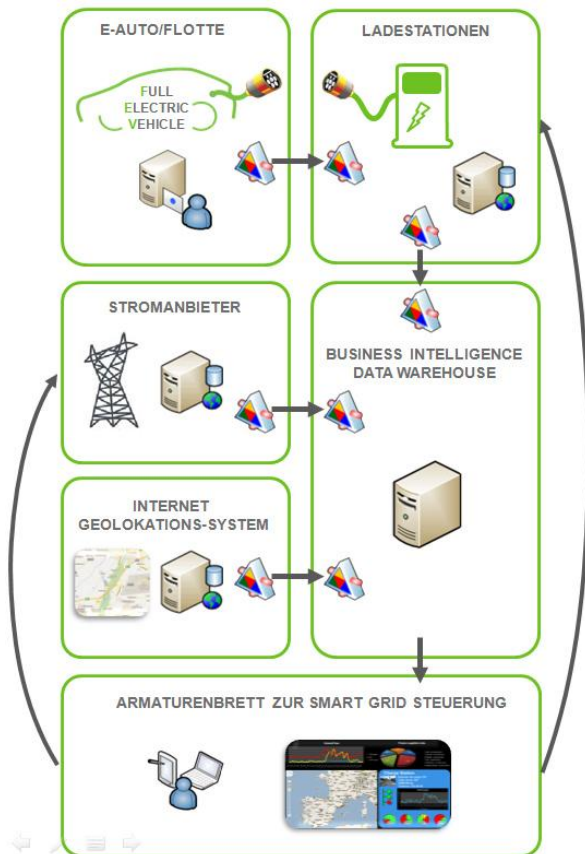 E-AUTO/FLOTTE
FULL
ELECTRIC
VEHICLE
LADESTATIONEN
STROMANBIETER
BUSINESS INTELLIGENCE
DATA WAREHOUSE
INTERNET
GEOLOKATIONS-SYSTEM
ARMATURENBRETT ZUR SMART GRID STEUERUNG